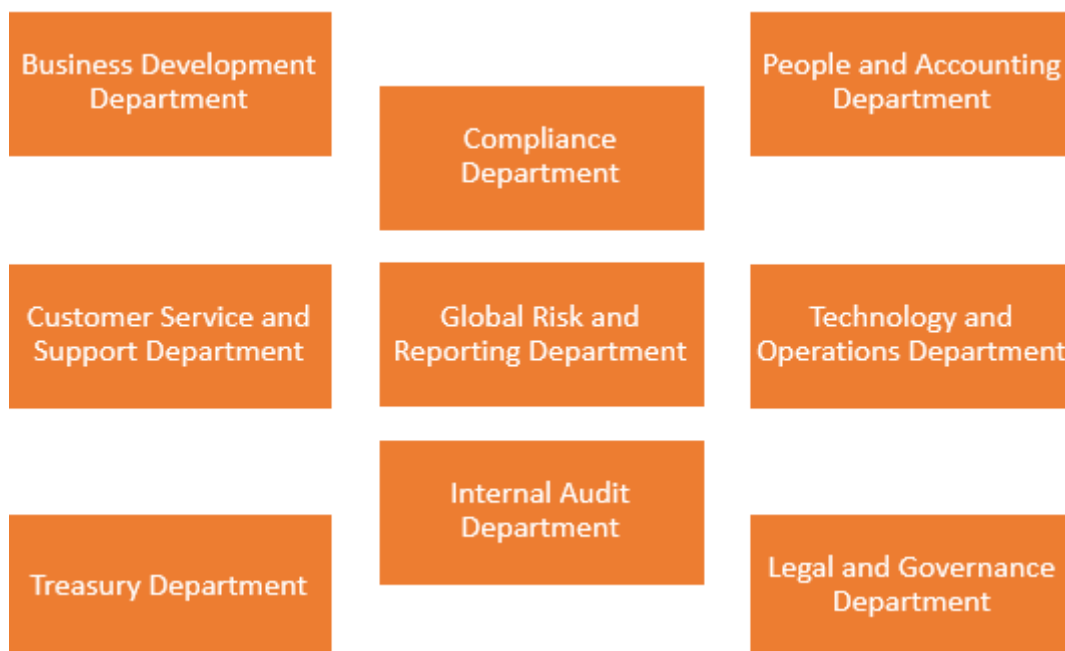 Business Development
Department
People and Accounting
Department
Compliance
Department
Customer Service and
Support Department
Global Risk and
Reporting Department
Technology and
Operations Department
Internal Audit
Department
Treasury Department
Legal and Governance
Department